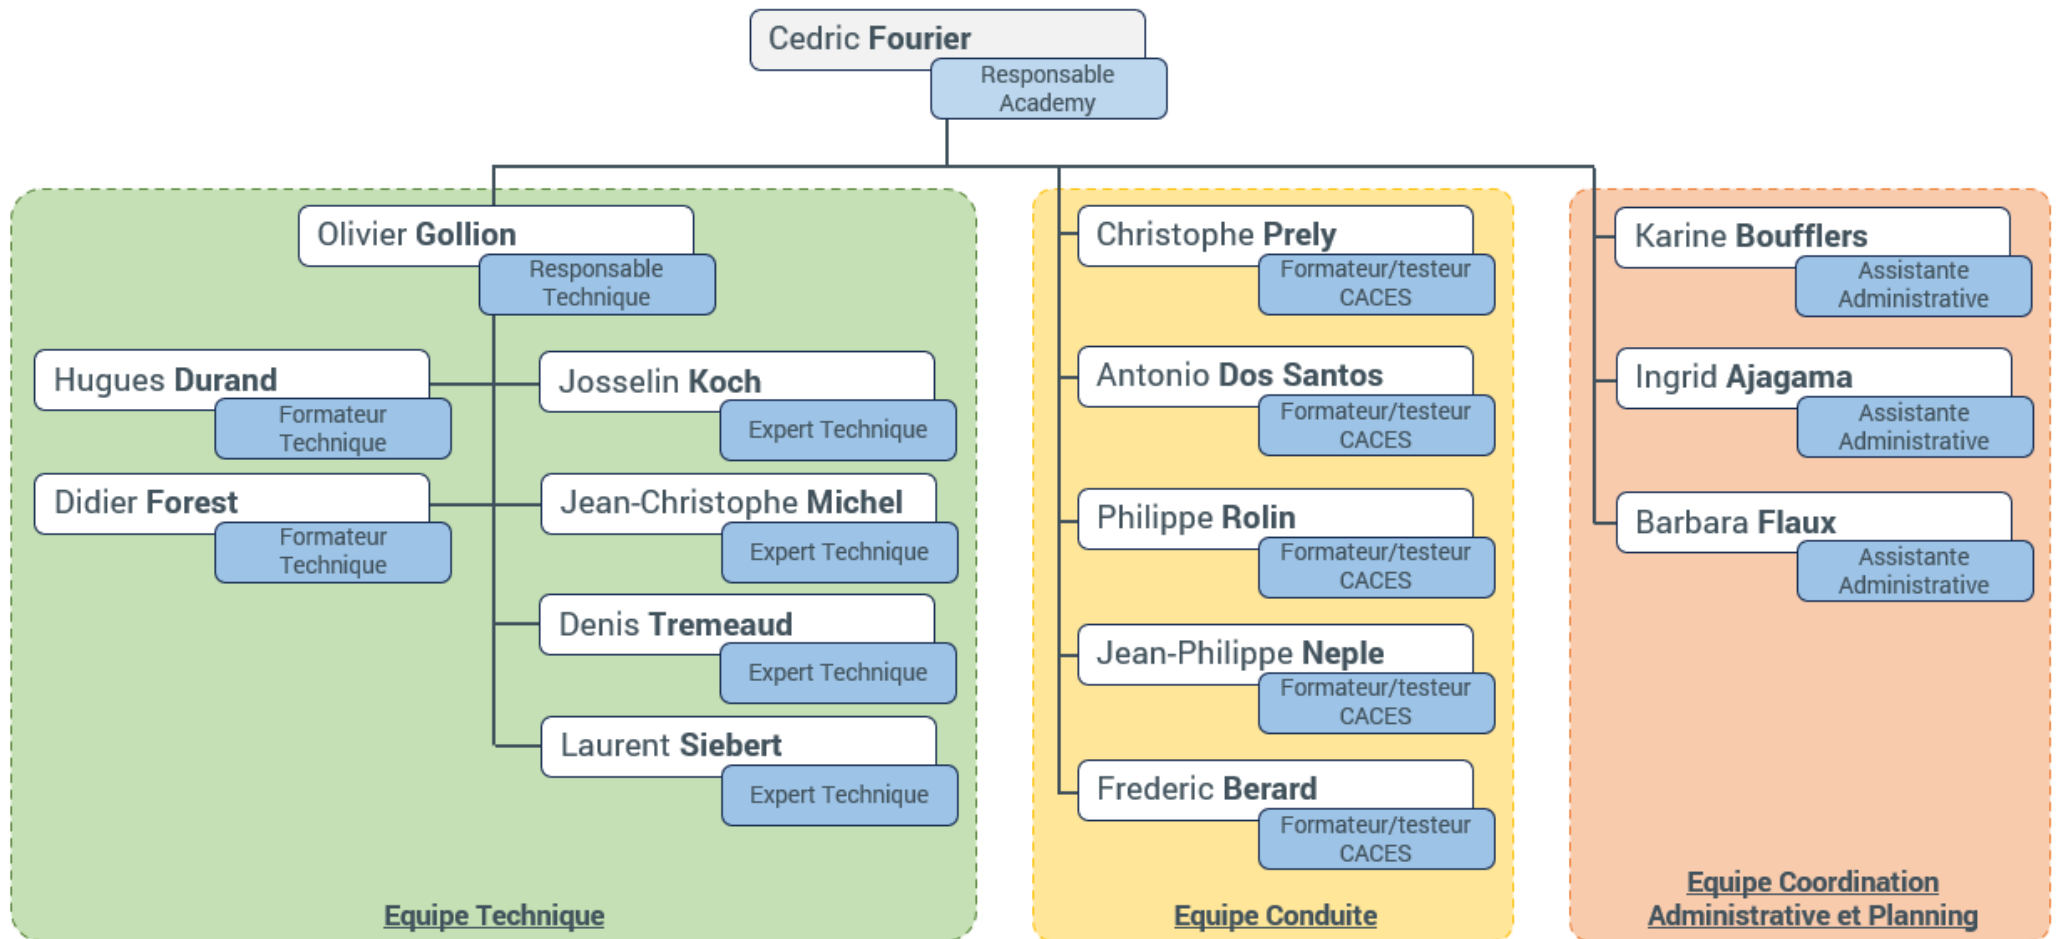 Cedric Fourier
Responsable
Academy
Olivier Gollion
Responsable
Technique
Hugues Durand
Formateur
Technique
Josselin Koch
Expert Technique
Didier Forest
Formateur
Technique
Jean-Christophe Michel
Expert Technique
Denis Tremeaud
Expert Technique
Laurent Siebert
Expert Technique
Equipe Technique
Christophe Prely
Formateur/testeur
CACES
Antonio Dos Santos
Formateur/testeur
CACES
Philippe Rolin
Formateur/testeur
CACES
Jean-Philippe Neple
Formateur/testeur
CACES
Frederic Berard
Formateur/testeur
CACES
Equipe Conduite
Karine Boufflers
Assistante
Administrative
Ingrid Ajagama
Assistante
Administrative
Barbara Flaux
Assistante
Administrative
Equipe Coordination
Administrative et Planning